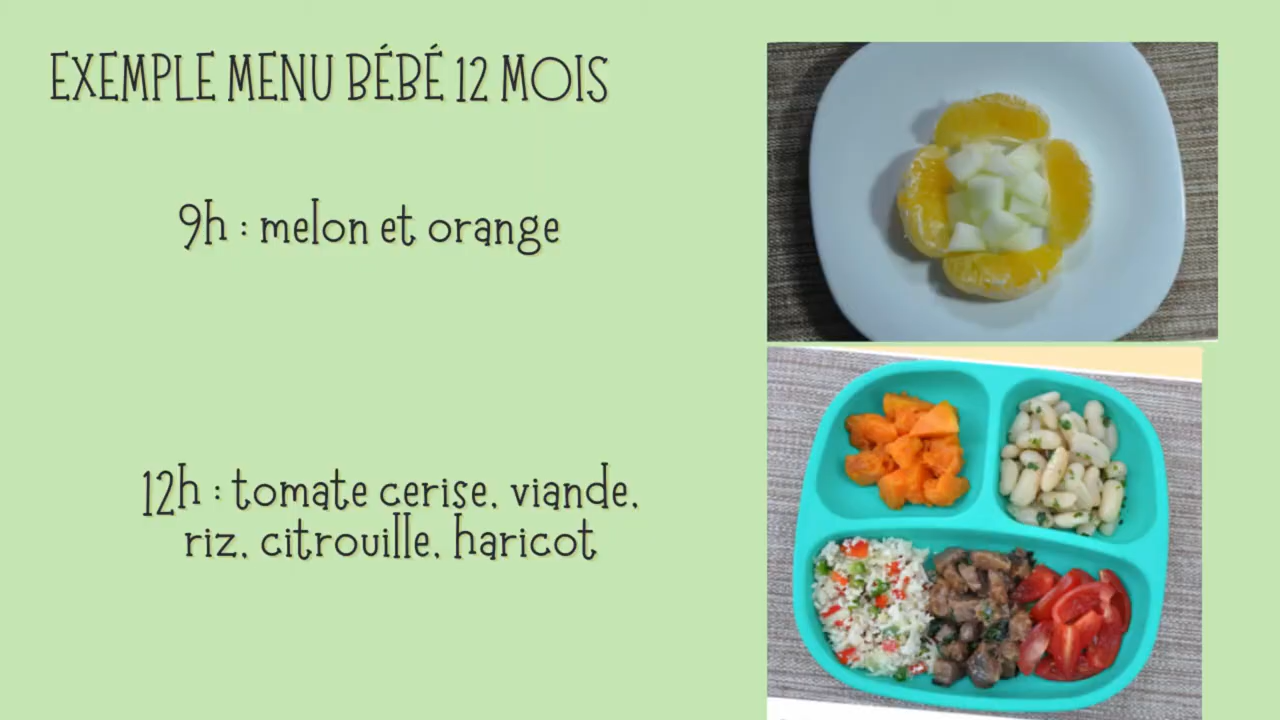 EXEMPLE MENU BÉBÉ 12 MOIS
9h : melon et orange
12h : tomate cerise, viande,
riz, citrouille, haricot